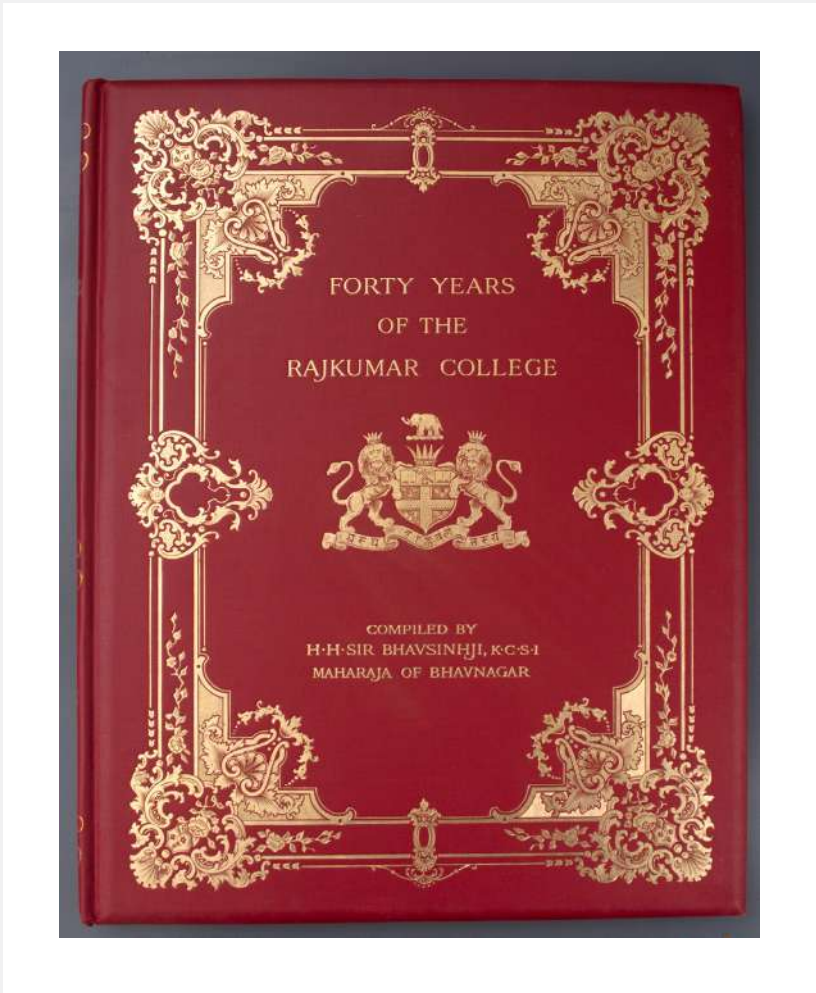 FORTY YEARS
OF THE
RAJKUMAR COLLEGE
COMPILED BY
H·H·SIR BHAVSINHJI, K·C·S·I
MAHARAJA OF BHAVNAGAR